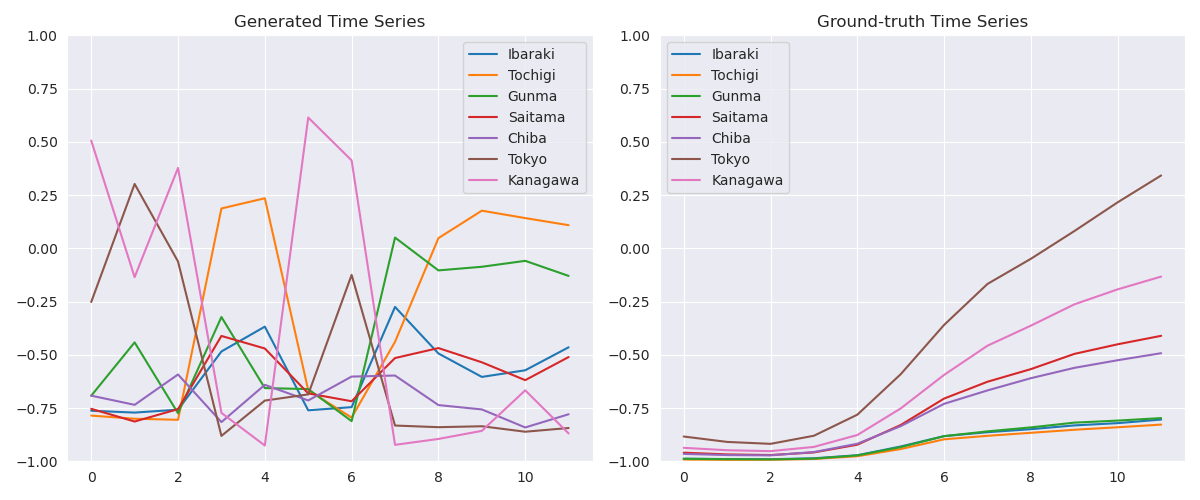 Generated Time Series
1.00
0.75
0.50
0.25
0.00
−0.25
−0.50
−0.75
−1.00
0 2 4 6 8 10
Ibaraki
Tochigi
Gunma
Saitama
Chiba
Tokyo
Kanagawa
Ground-truth Time Series
1.00
0.75
0.50
0.25
0.00
−0.25
−0.50
−0.75
−1.00
0 2 4 6 8 10
Ibaraki
Tochigi
Gunma
Saitama
Chiba
Tokyo
Kanagawa